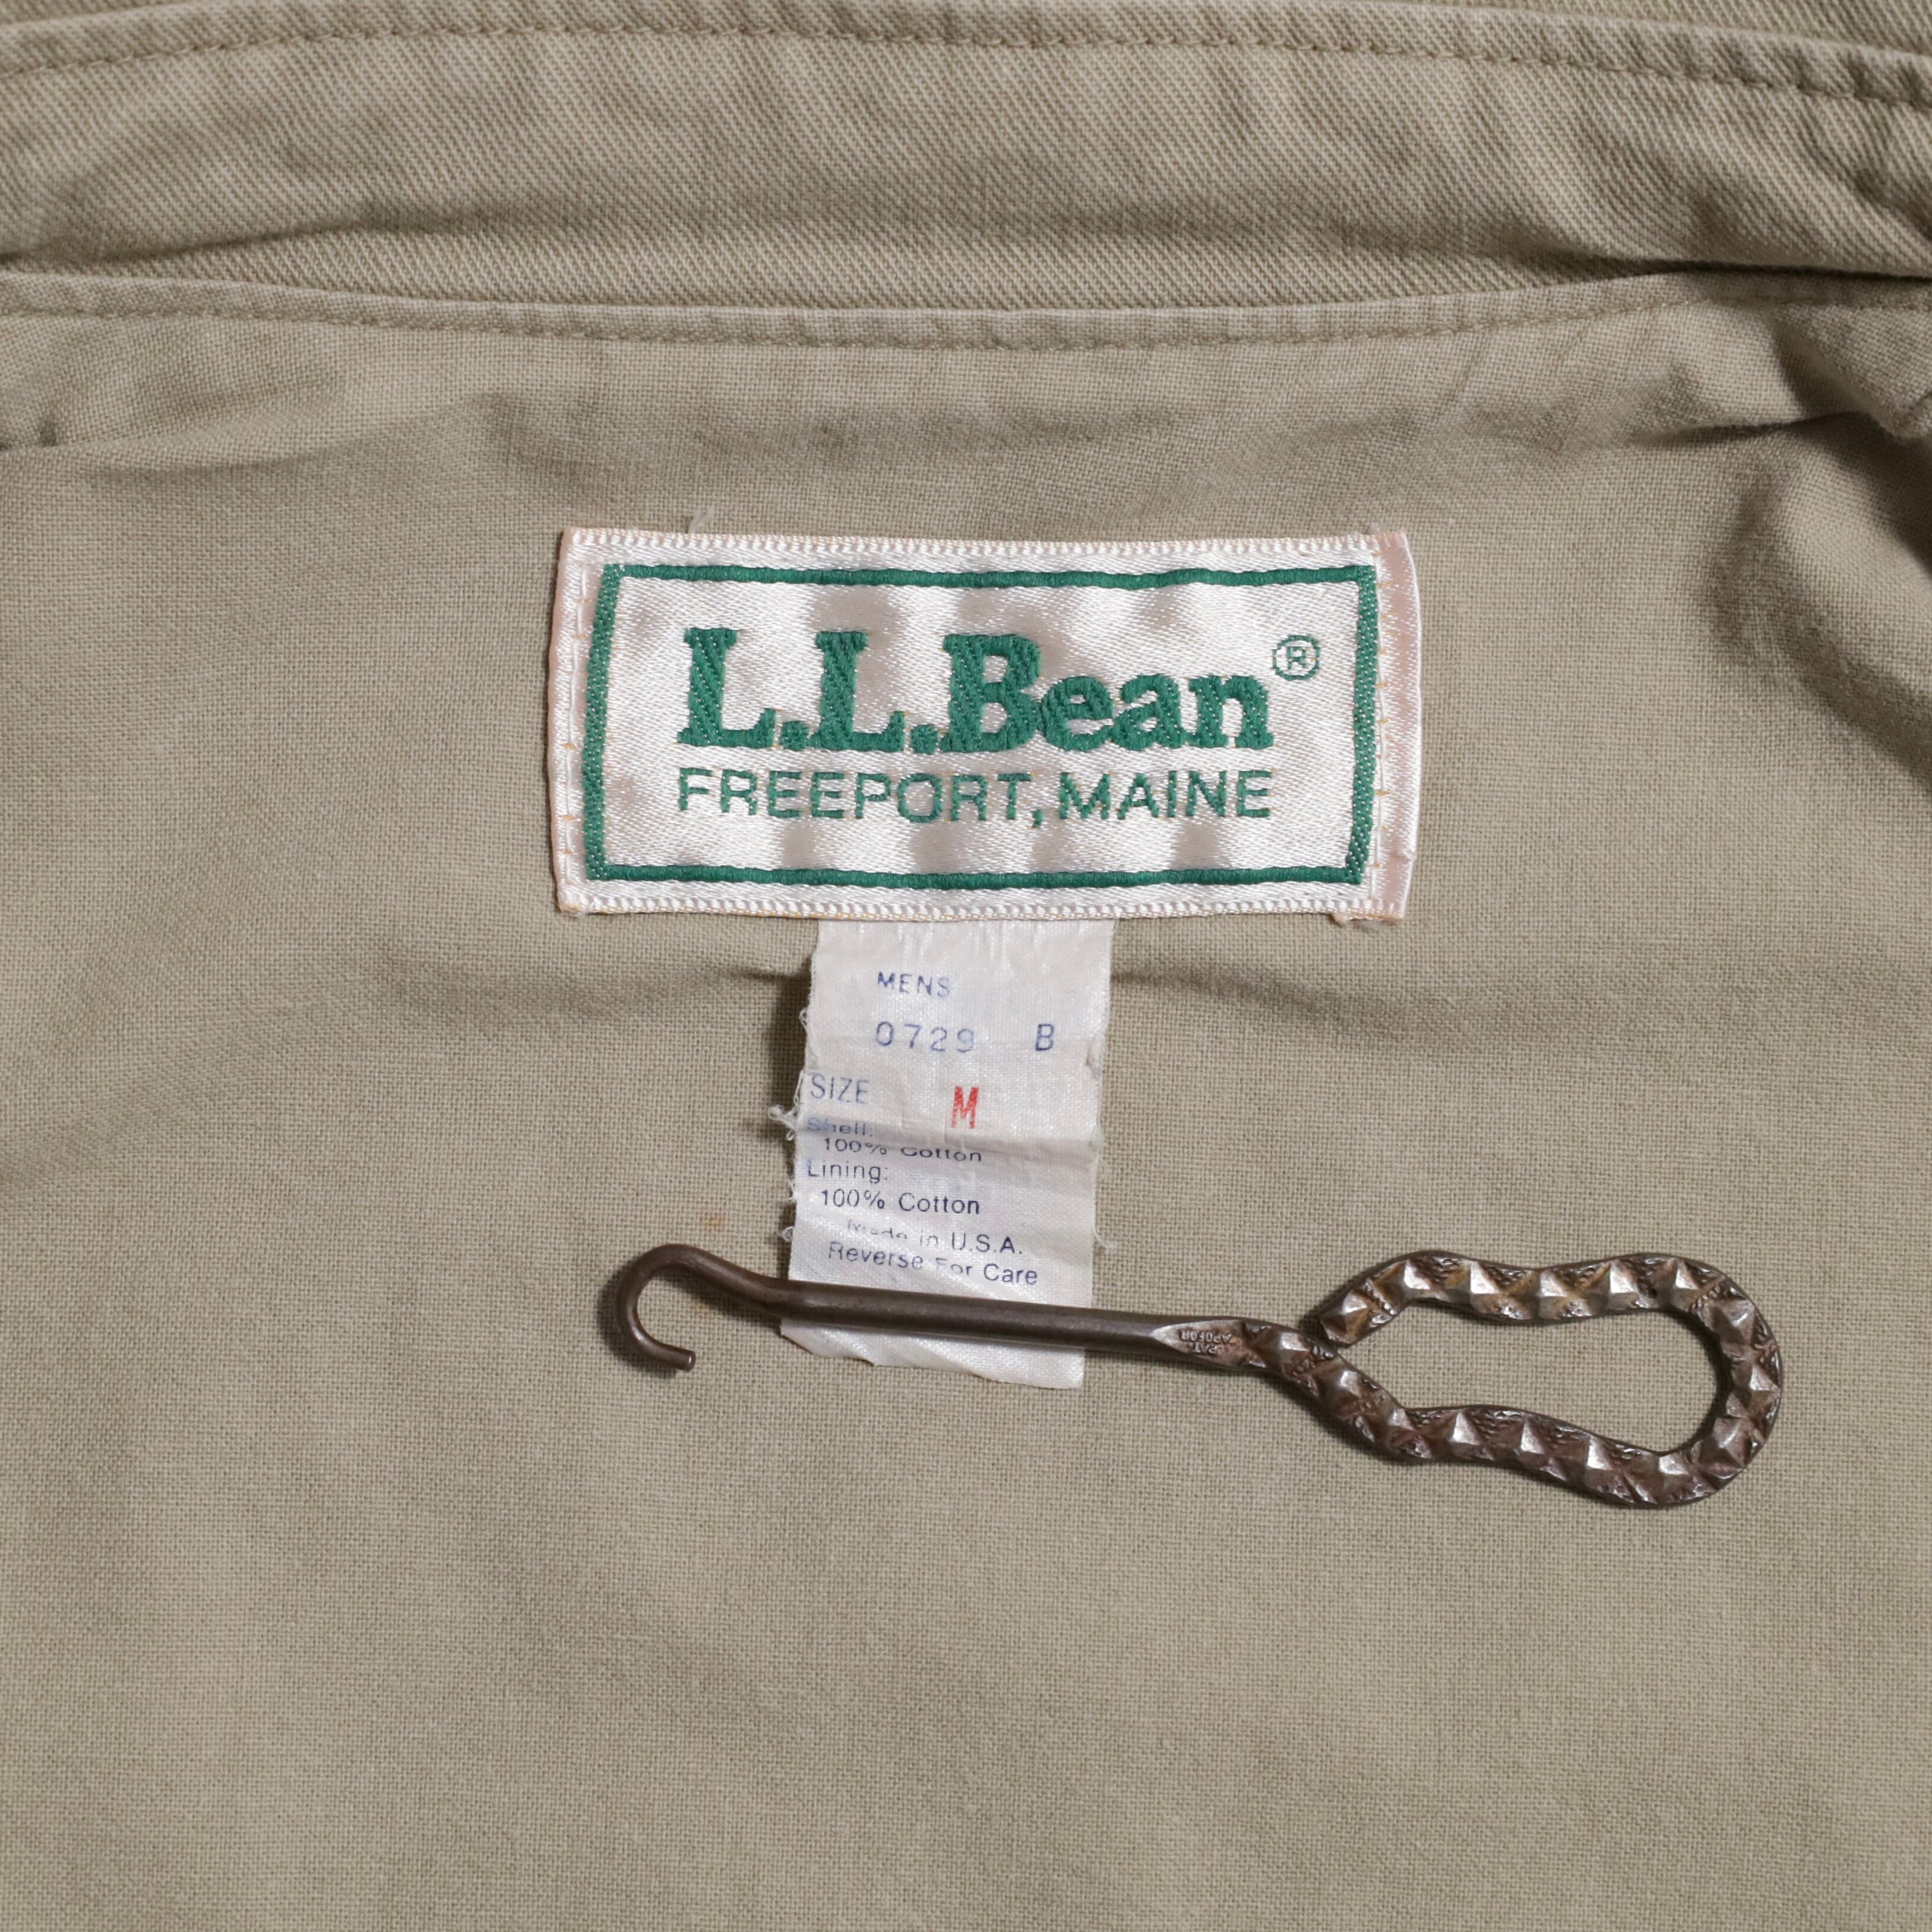 L.L.Bean®
FREEPORT, MAINE
MENS
0729 B
SIZE M
Shell:
100% Cotton
Lining:
100% Cotton
Made in U.S.A.
Reverse For Care